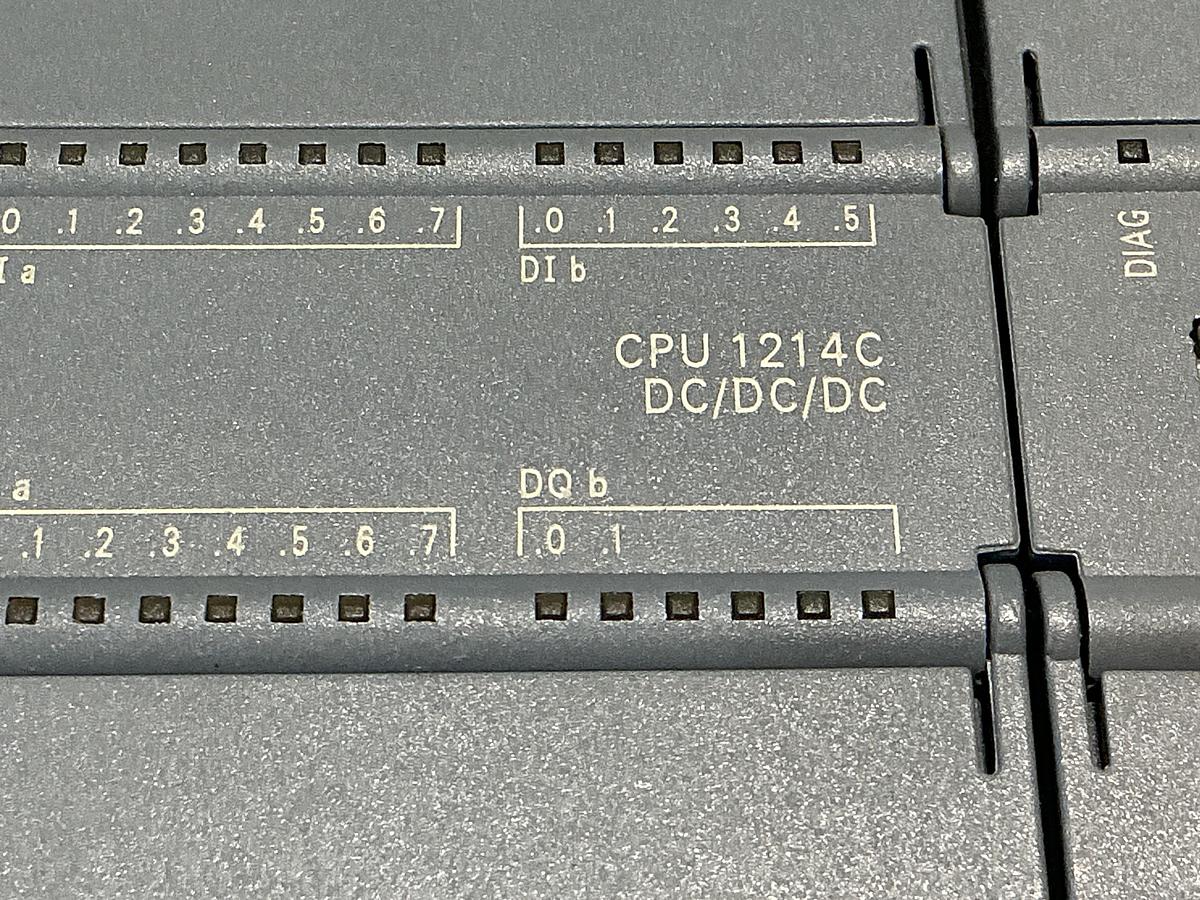 0 .1 .2 .3 .4 .5 .6 .7 .0 .1 .2 .3 .4 .5
I a DI b
DIAG
CPU 1214C
DC/DC/DC
a DQ b
.1 .2 .3 .4 .5 .6 .7 .0 .1